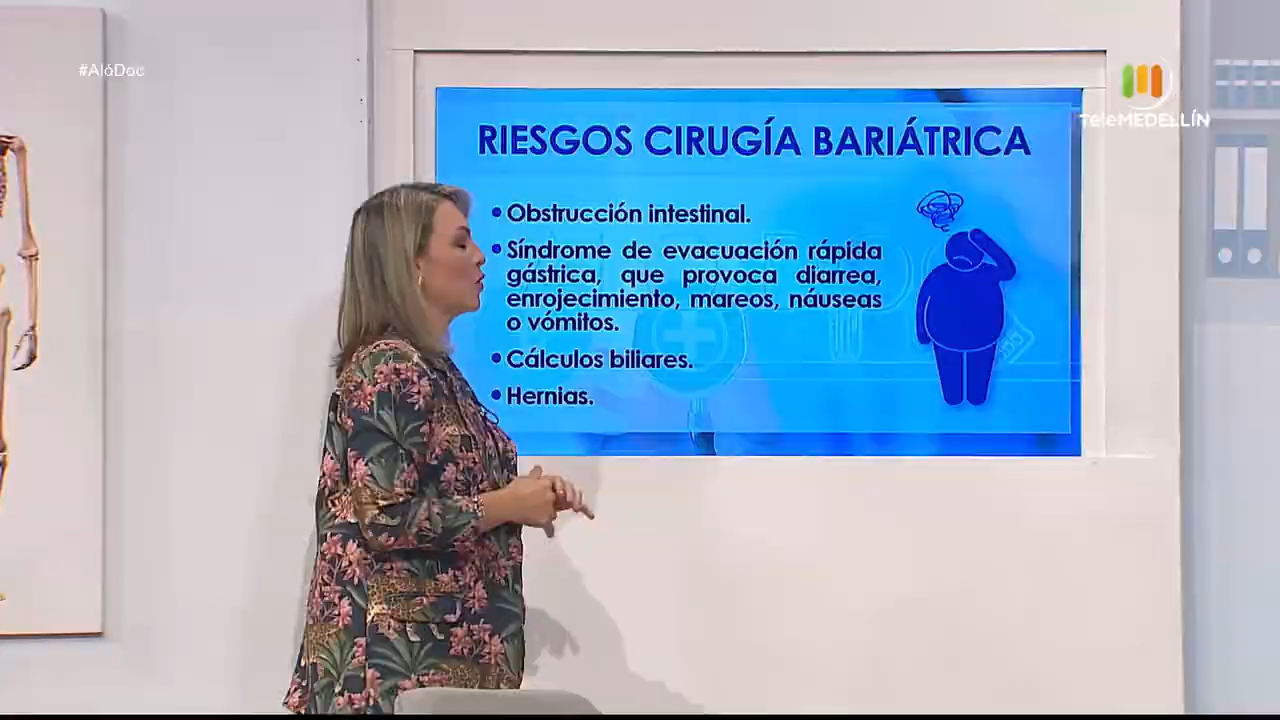 #AlóDoc
TeleMEDELLÍN
RIESGOS CIRUGÍA BARIÁTRICA
• Obstrucción intestinal.
• Síndrome de evacuación rápida
gástrica, que provoca diarrea,
enrojecimiento, mareos, náuseas
o vómitos.
• Cálculos biliares.
• Hernias.